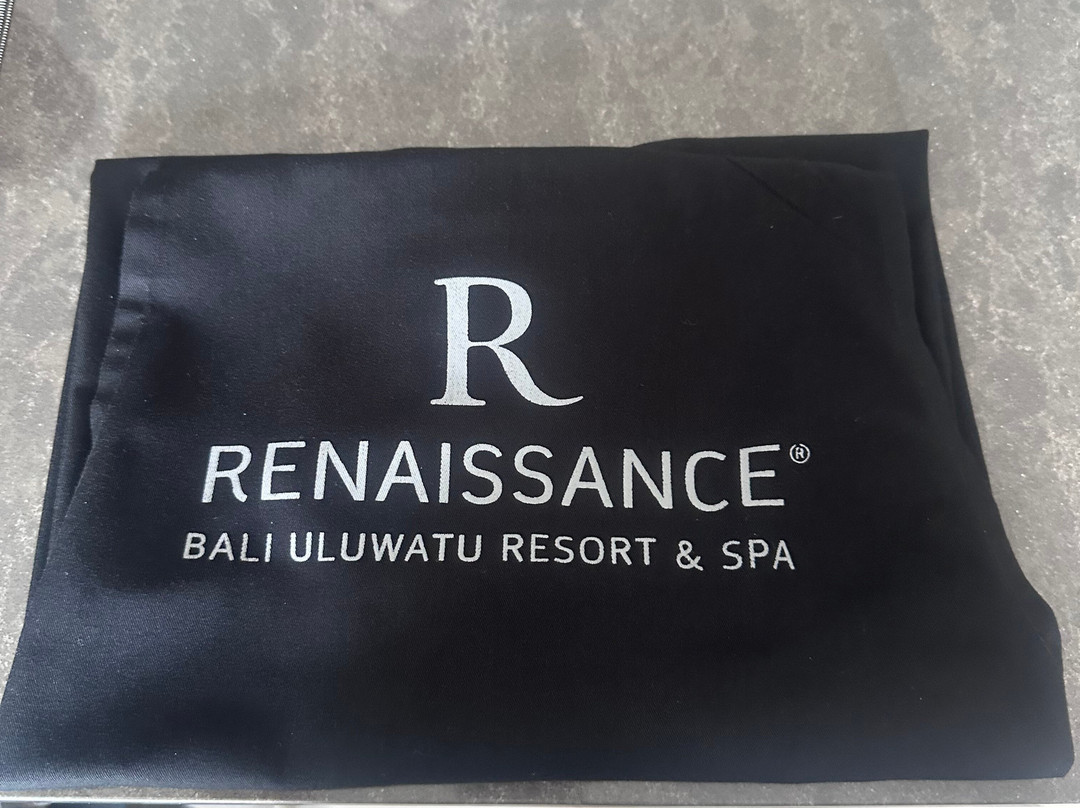 R
RENAISSANCE®
BALI ULUWATU RESORT & SPA